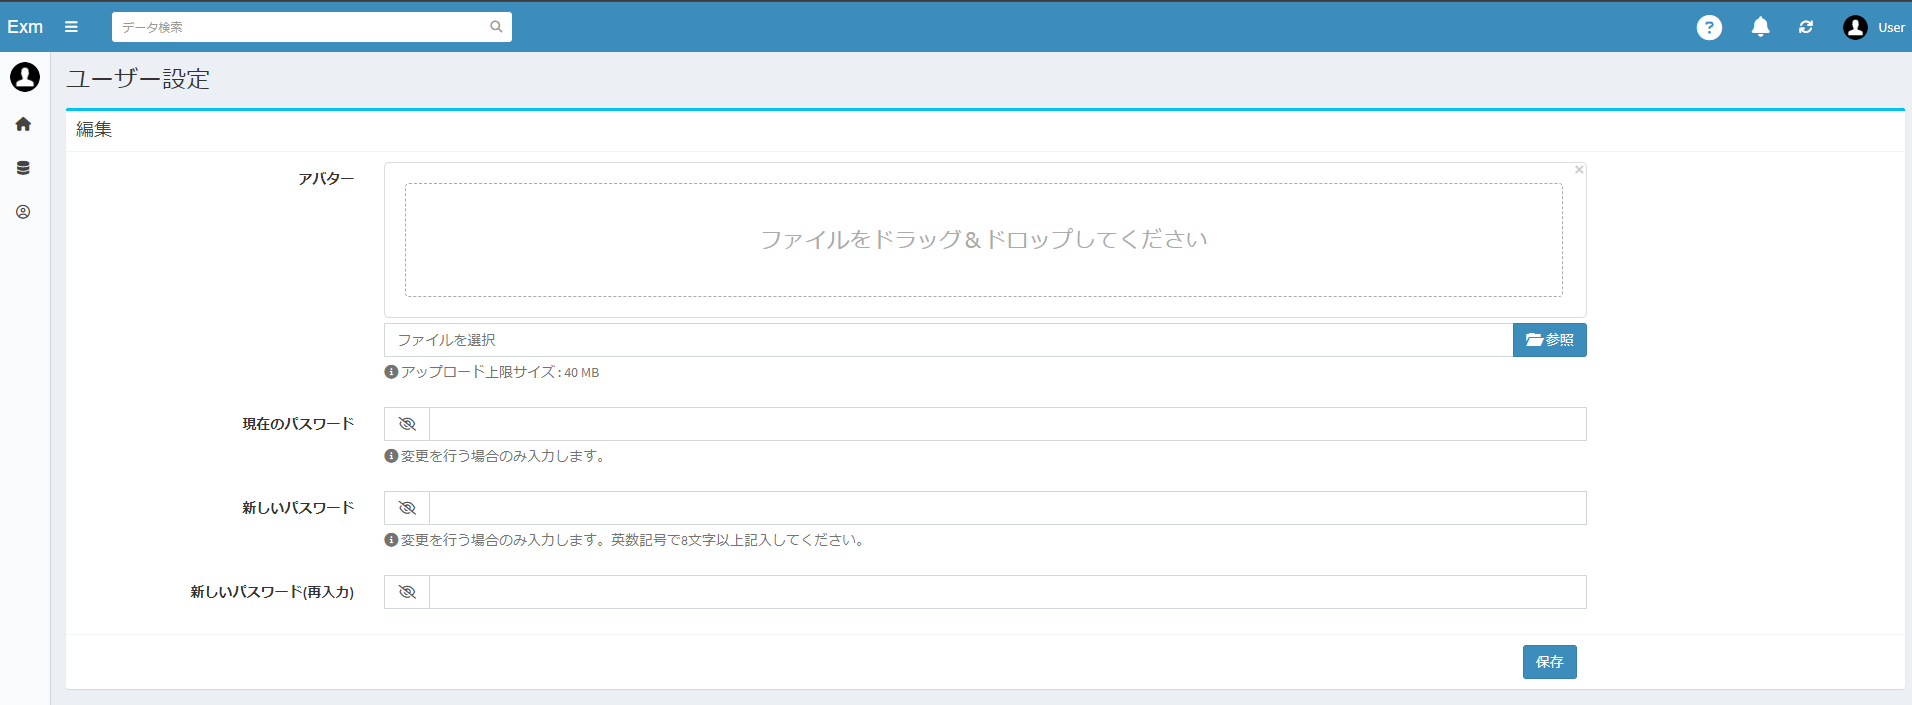 Exm
データ検索
?
User
ユーザー設定
編集
アバター
×
ファイルをドラッグ＆ドロップしてください
ファイルを選択
参照
アップロード上限サイズ : 40 MB
現在のパスワード
変更を行う場合のみ入力します。
新しいパスワード
変更を行う場合のみ入力します。英数記号で8文字以上記入してください。
新しいパスワード(再入力)
保存